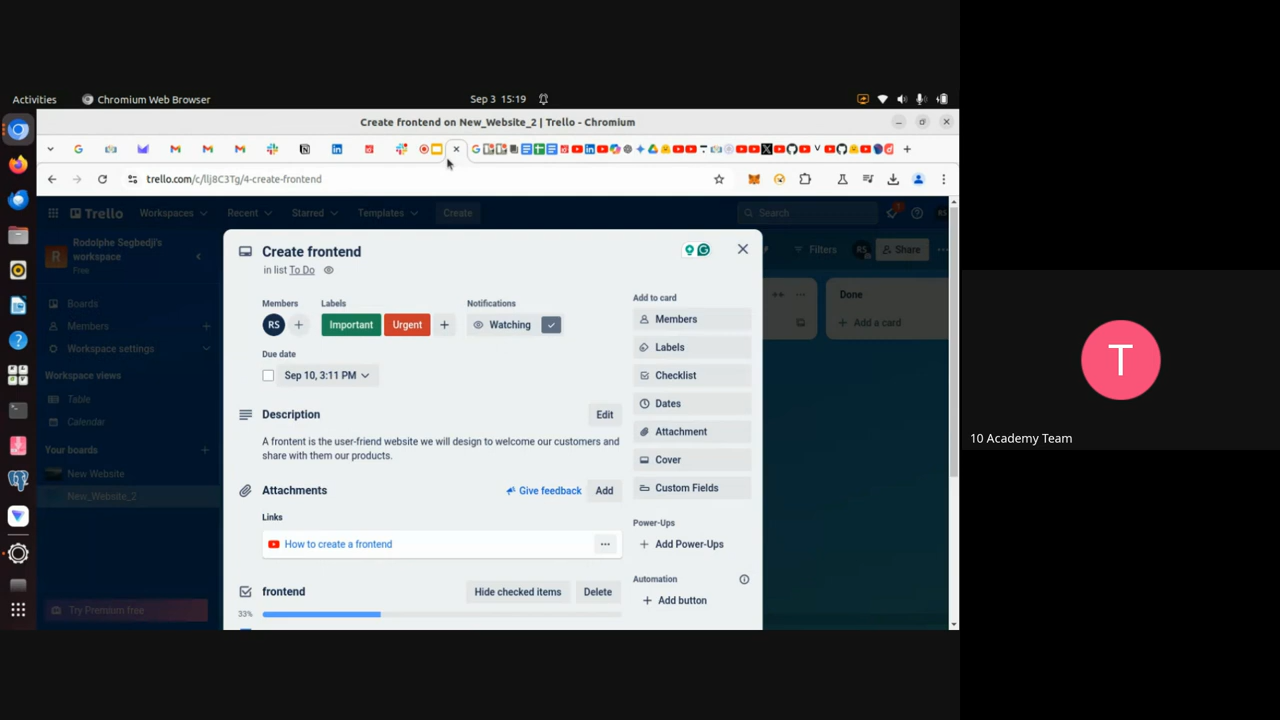 Activities
Chromium Web Browser
Sep 3 15:19
Create frontend on New_Website_2 | Trello - Chromium
trello.com/c/llj8C3Tg/4-create-frontend
Trello
Workspaces
Recent
Starred
Templates
Create
Search
RS
Rodolphe Segbedji's
workspace
Free
Boards
Members
Workspace settings
Workspace views
Table
Calendar
Your boards
New Website
New_Website_2
Try Premium free
Filters
RS
Share
Done
Add a card
Create frontend
in list To Do
Members
Labels
Notifications
RS
Important
Urgent
Watching
Due date
Sep 10, 3:11 PM
Description
Edit
A frontent is the user-friend website we will design to welcome our customers and
share with them our products.
Attachments
Give feedback
Add
Links
How to create a frontend
frontend
Hide checked items
Delete
33%
Add to card
Members
Labels
Checklist
Dates
Attachment
Cover
Custom Fields
Power-Ups
Add Power-Ups
Automation
Add button
T
10 Academy Team